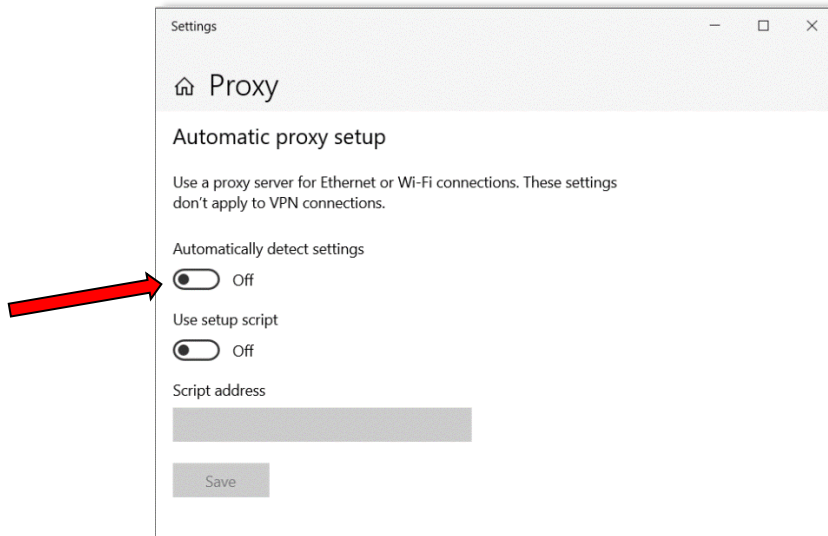 Settings
Proxy
Automatic proxy setup
Use a proxy server for Ethernet or Wi-Fi connections. These settings
don't apply to VPN connections.
Automatically detect settings
Off
Use setup script
Off
Script address
Save